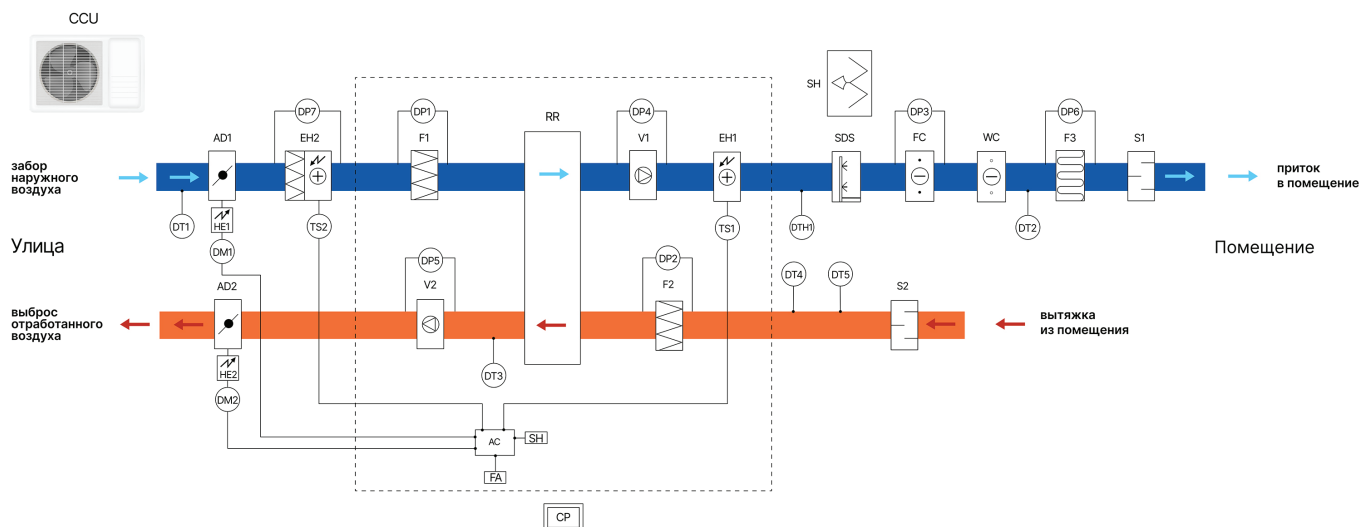 CCU
SH
DP7
DP1
RR
DP4
DP3
DP6
AD1
EH2
F1
V1
EH1
SDS
FC
WC
F3
S1
забор
наружного
воздуха
приток
в помещение
DT1
HE1
TS2
TS1
DTH1
DT2
Улица
DM1
Помещение
DP5
DP2
DT4
DT5
AD2
V2
F2
S2
выброс
отработанного
воздуха
вытяжка
из помещения
HE2
DT3
DM2
AC
SH
FA
CP